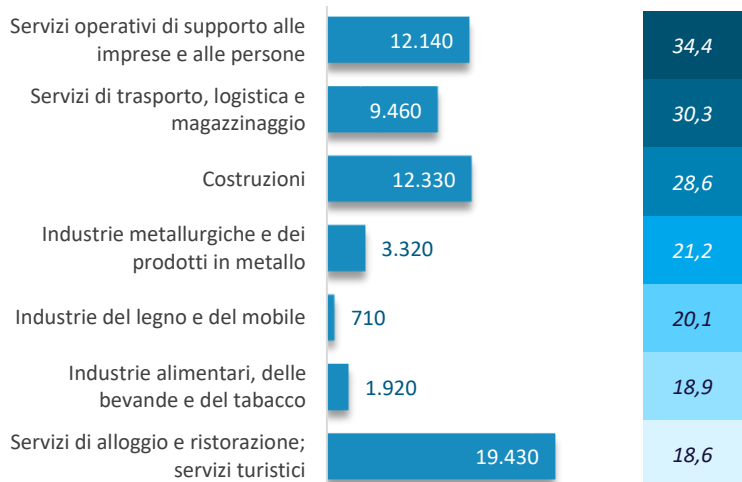 Servizi operativi di supporto alle
imprese e alle persone
12.140
34,4
Servizi di trasporto, logistica e
magazzinaggio
9.460
30,3
Costruzioni
12.330
28,6
Industrie metallurgiche e dei
prodotti in metallo
3.320
21,2
Industrie del legno e del mobile
710
20,1
Industrie alimentari, delle
bevande e del tabacco
1.920
18,9
Servizi di alloggio e ristorazione;
servizi turistici
19.430
18,6